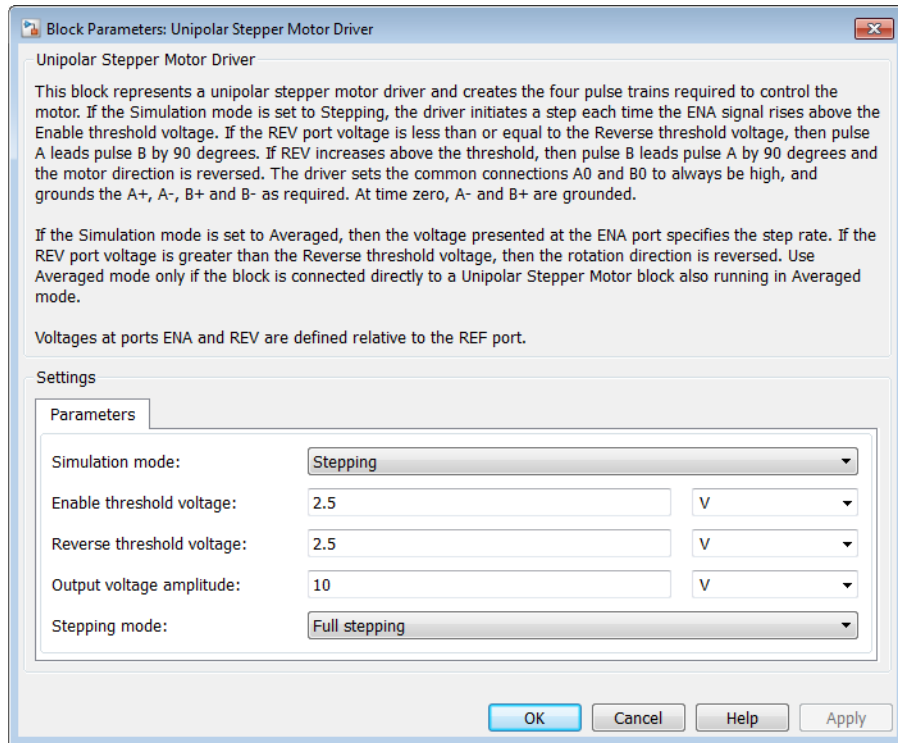 Block Parameters: Unipolar Stepper Motor Driver
Unipolar Stepper Motor Driver
This block represents a unipolar stepper motor driver and creates the four pulse trains required to control the
motor. If the Simulation mode is set to Stepping, the driver initiates a step each time the ENA signal rises above the
Enable threshold voltage. If the REV port voltage is less than or equal to the Reverse threshold voltage, then pulse
A leads pulse B by 90 degrees. If REV increases above the threshold, then pulse B leads pulse A by 90 degrees and
the motor direction is reversed. The driver sets the common connections A0 and B0 to always be high, and
grounds the A+, A-, B+ and B- as required. At time zero, A- and B+ are grounded.
If the Simulation mode is set to Averaged, then the voltage presented at the ENA port specifies the step rate. If the
REV port voltage is greater than the Reverse threshold voltage, then the rotation direction is reversed. Use
Averaged mode only if the block is connected directly to a Unipolar Stepper Motor block also running in Averaged
mode.
Voltages at ports ENA and REV are defined relative to the REF port.
Settings
Parameters
Simulation mode: Stepping
Enable threshold voltage: 2.5 V
Reverse threshold voltage: 2.5 V
Output voltage amplitude: 10 V
Stepping mode: Full stepping
OK Cancel Help Apply